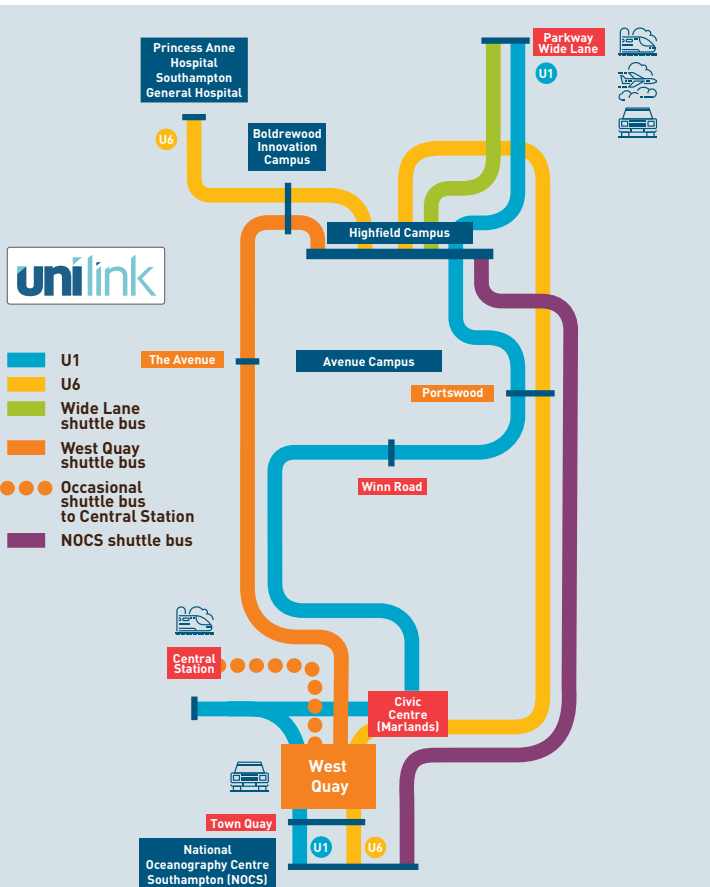 Princess Anne
Hospital
Southampton
General Hospital
Parkway
Wide Lane
U1
U6
Boldrewood
Innovation
Campus
Highfield Campus
unilink
U1
U6
Wide Lane
shuttle bus
West Quay
shuttle bus
Occasional
shuttle bus
to Central Station
NOCS shuttle bus
The Avenue
Avenue Campus
Portswood
Winn Road
Central
Station
Civic
Centre
(Marlands)
West
Quay
Town Quay
National
Oceanography Centre
Southampton (NOCS)
U1
U6